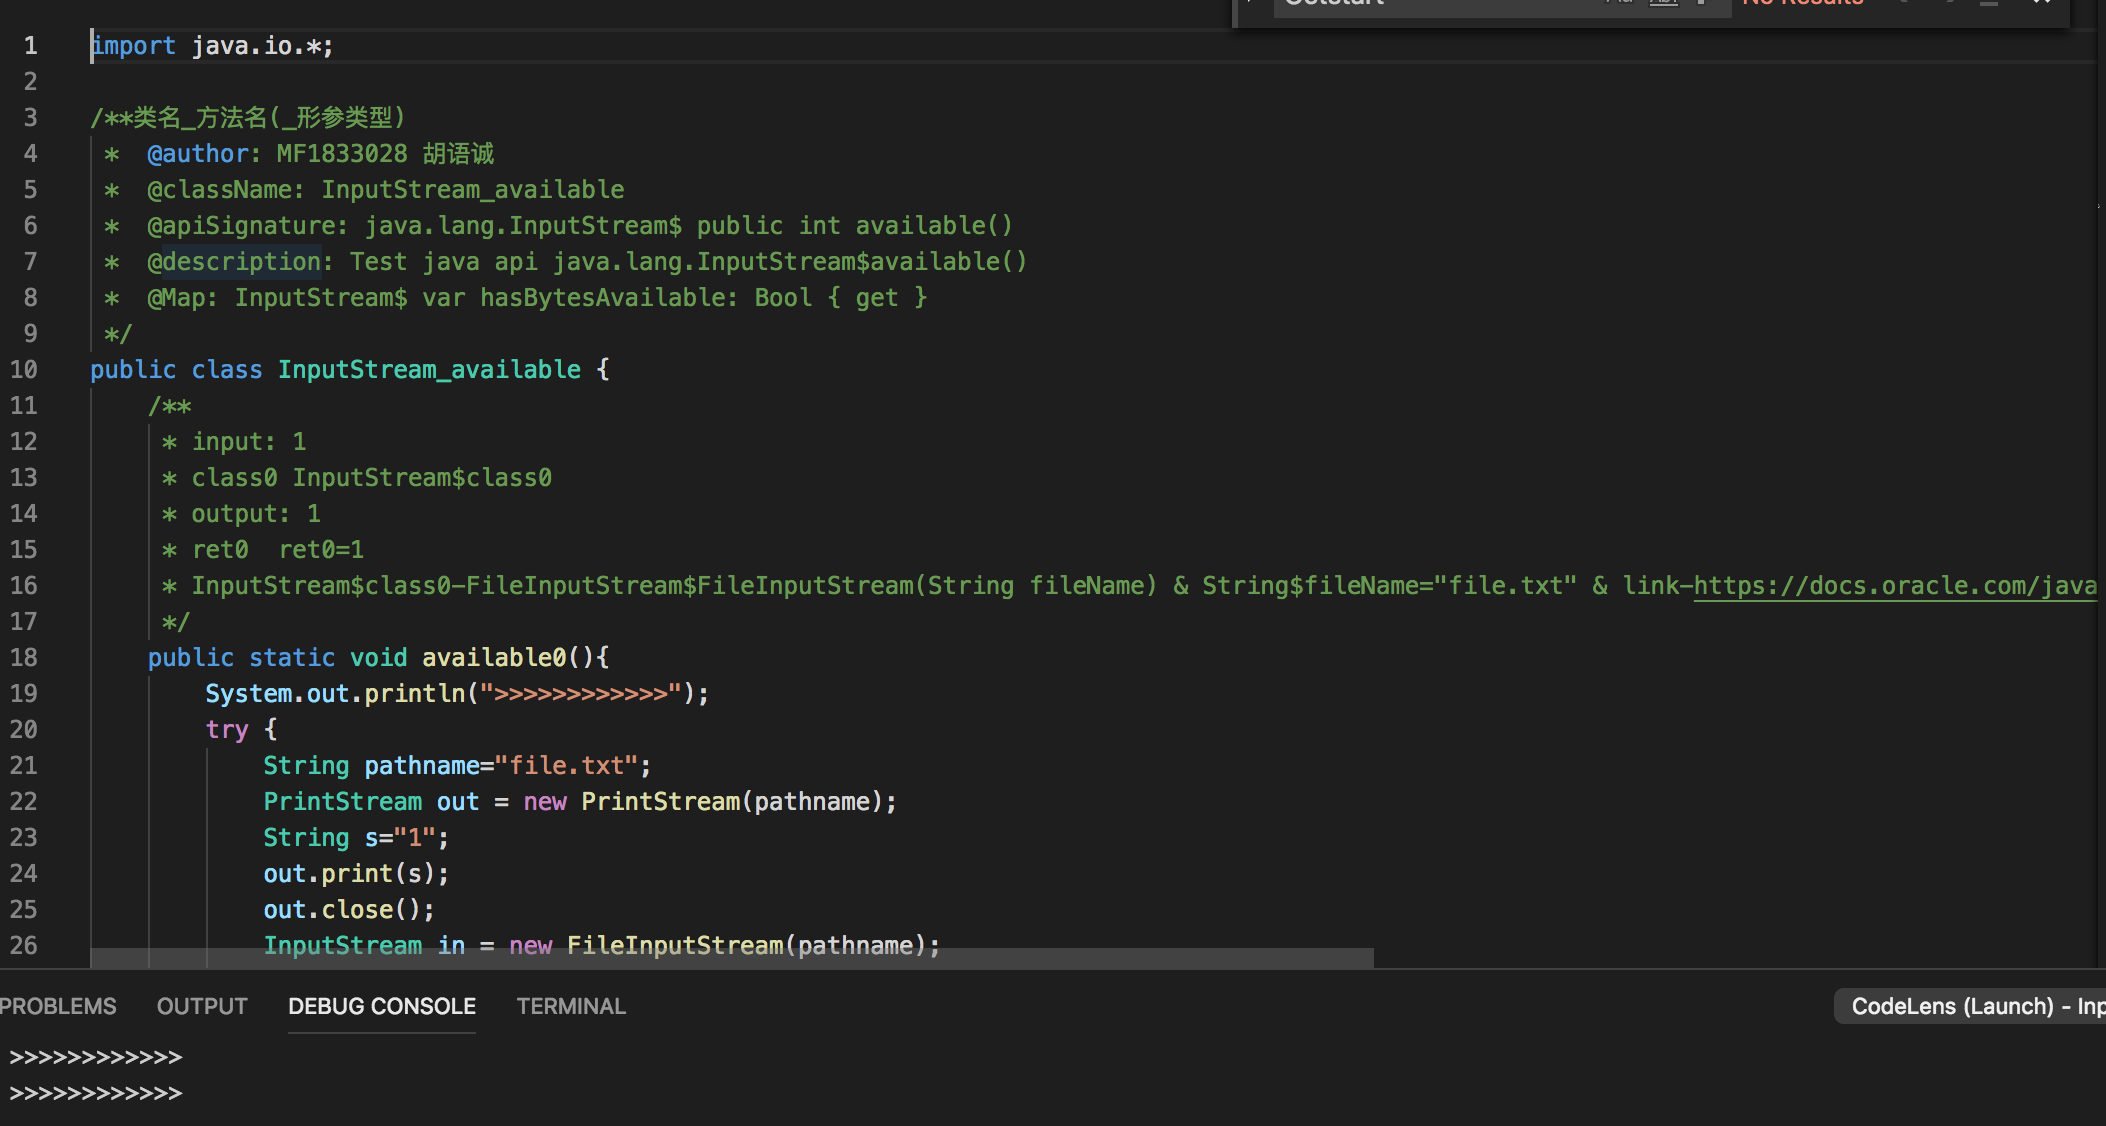 No Results
1 import java.io.*;
2
3 /**类名_方法名(_形参类型)
4 * @author: MF1833028 胡语诚
5 * @className: InputStream_available
6 * @apiSignature: java.lang.InputStream$ public int available()
7 * @description: Test java api java.lang.InputStream$available()
8 * @Map: InputStream$ var hasBytesAvailable: Bool { get }
9 */
10 public class InputStream_available {
11 /**
12 * input: 1
13 * class0 InputStream$class0
14 * output: 1
15 * ret0  ret0=1
16 * InputStream$class0-FileInputStream$FileInputStream(String fileName) & String$fileName="file.txt" & link-https://docs.oracle.com/java
17 */
18 public static void available0(){
19 System.out.println(">>>>>>>>>>>>");
20 try {
21 String pathname="file.txt";
22 PrintStream out = new PrintStream(pathname);
23 String s="1";
24 out.print(s);
25 out.close();
26 InputStream in = new FileInputStream(pathname);
PROBLEMS OUTPUT DEBUG CONSOLE TERMINAL CodeLens (Launch) - Inp
>>>>>>>>>>>>
>>>>>>>>>>>>